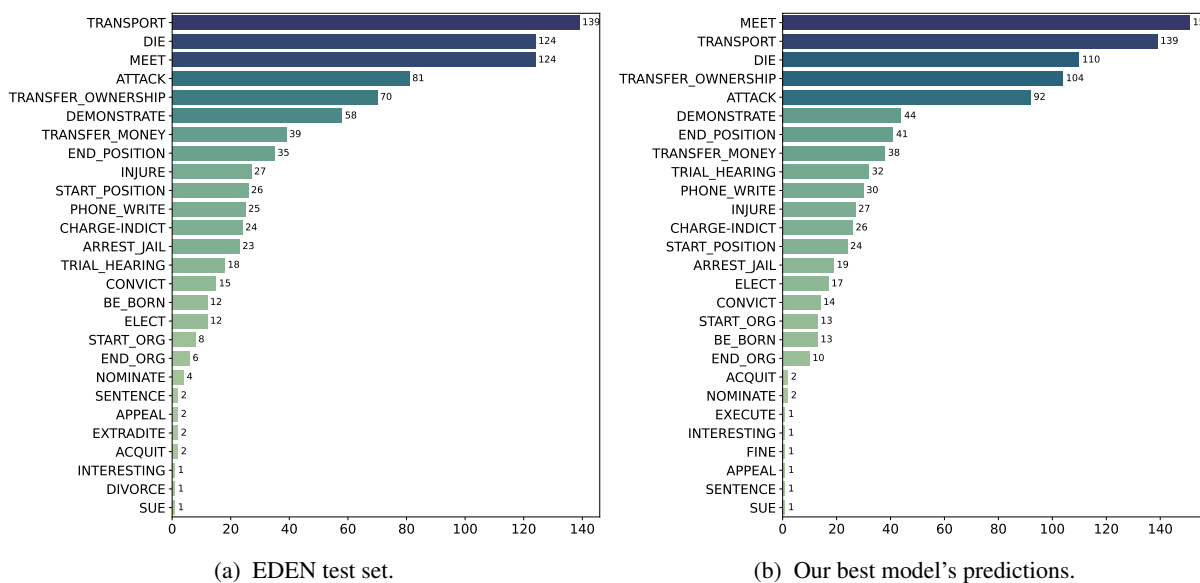 TRANSPORT 139
DIE 124
MEET 124
ATTACK 81
TRANSFER_OWNERSHIP 70
DEMONSTRATE 58
TRANSFER_MONEY 39
END_POSITION 35
INJURE 27
START_POSITION 26
PHONE_WRITE 25
CHARGE-INDICT 24
ARREST_JAIL 23
TRIAL_HEARING 18
CONVICT 15
BE_BORN 12
ELECT 12
START_ORG 8
END_ORG 6
NOMINATE 4
SENTENCE 2
APPEAL 2
EXTRADITE 2
ACQUIT 2
INTERESTING 1
DIVORCE 1
SUE 1
0 20 40 60 80 100 120 140
(a) EDEN test set.
MEET
TRANSPORT 139
DIE 110
TRANSFER_OWNERSHIP 104
ATTACK 92
DEMONSTRATE 44
END_POSITION 41
TRANSFER_MONEY 38
TRIAL_HEARING 32
PHONE_WRITE 30
INJURE 27
CHARGE-INDICT 26
START_POSITION 24
ARREST_JAIL 19
ELECT 17
CONVICT 14
START_ORG 13
BE_BORN 13
END_ORG 10
ACQUIT 2
NOMINATE 2
EXECUTE 1
INTERESTING 1
FINE 1
APPEAL 1
SENTENCE 1
SUE 1
0 20 40 60 80 100 120 140
(b) Our best model's predictions.